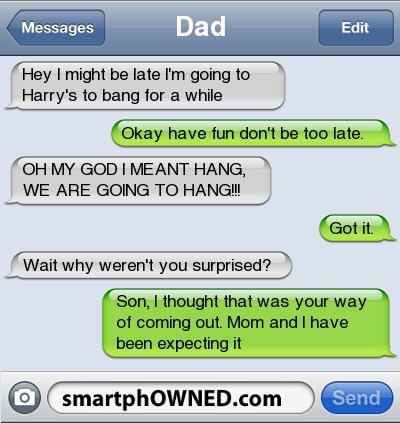 Messages
Dad
Edit
Hey I might be late I'm going to
Harry's to bang for a while
Okay have fun don't be too late.
OH MY GOD I MEANT HANG,
WE ARE GOING TO HANG!!!
Got it.
Wait why weren't you surprised?
Son, I thought that was your way
of coming out. Mom and I have
been expecting it
smartphOWNED.com
Send